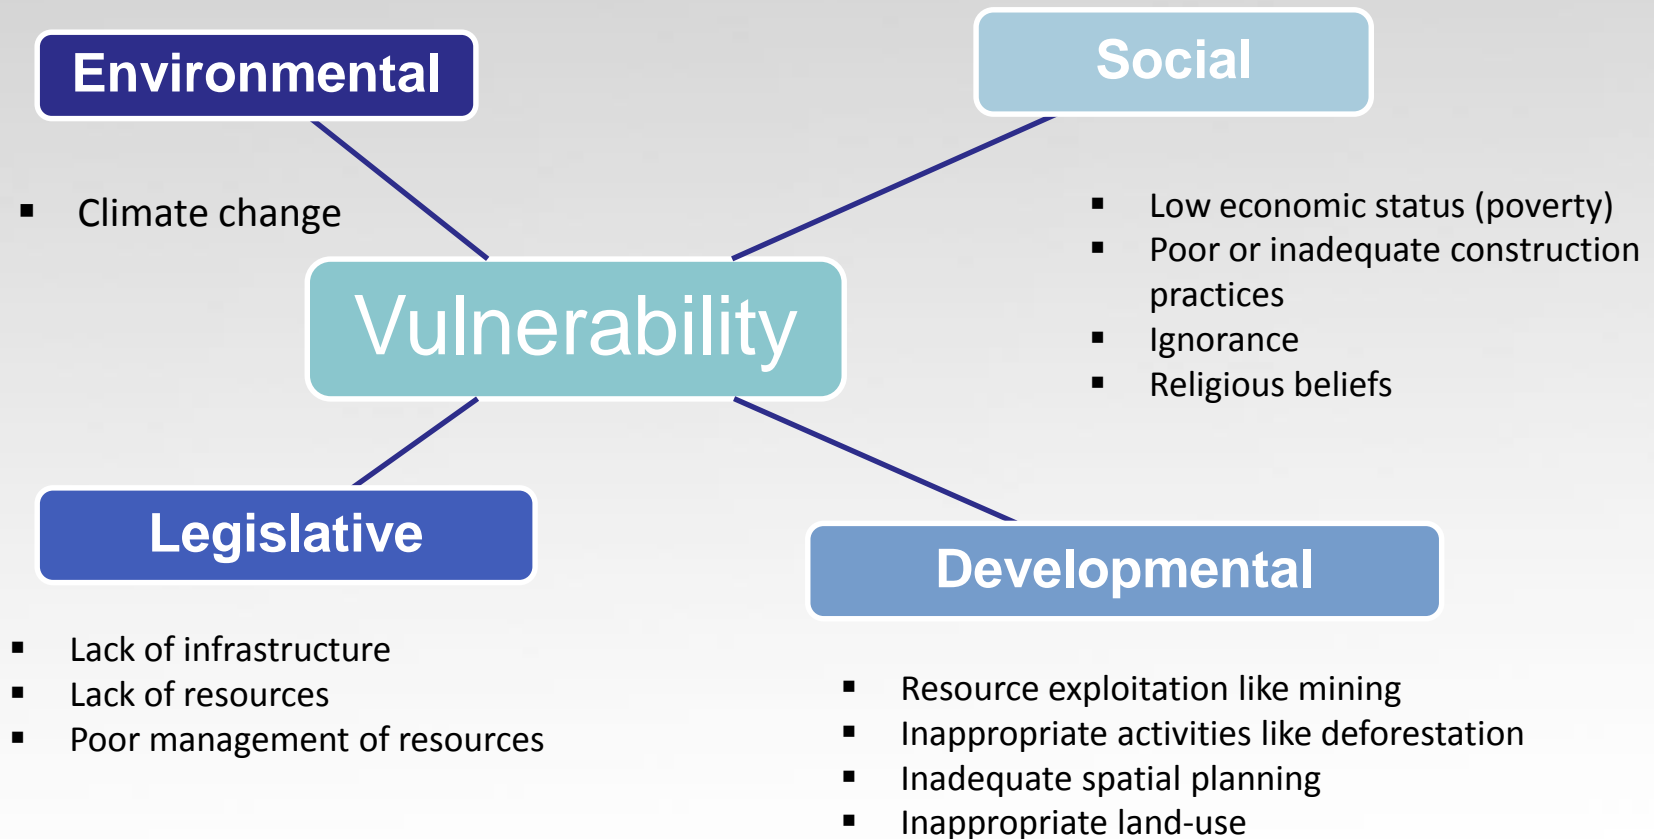 Environmental
▪ Climate change
Social
▪ Low economic status (poverty)
▪ Poor or inadequate construction
practices
▪ Ignorance
▪ Religious beliefs
Vulnerability
Legislative
▪ Lack of infrastructure
▪ Lack of resources
▪ Poor management of resources
Developmental
▪ Resource exploitation like mining
▪ Inappropriate activities like deforestation
▪ Inadequate spatial planning
▪ Inappropriate land-use